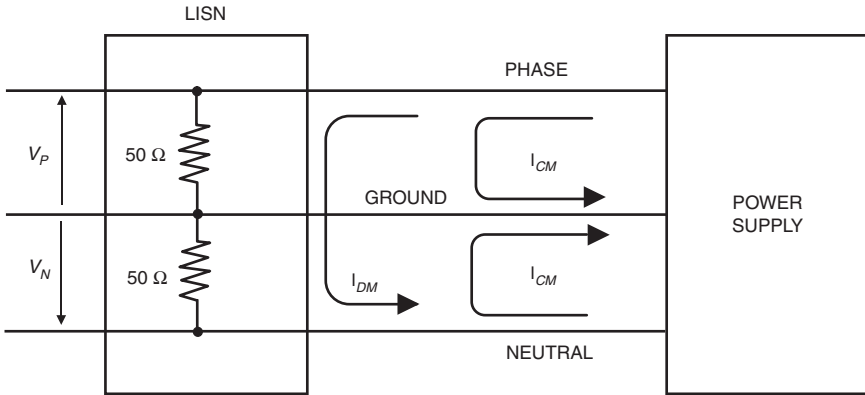 LISN
PHASE
V_P
50 Ω
I_CM
GROUND
POWER
SUPPLY
V_N
50 Ω
I_DM
I_CM
NEUTRAL